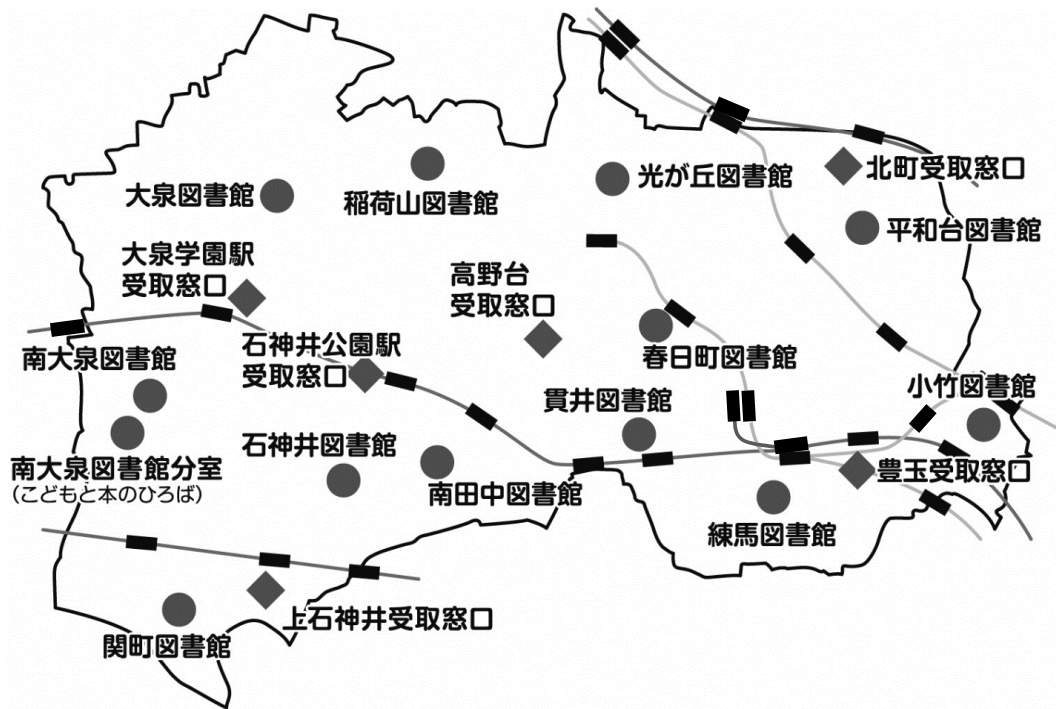 大泉図書館
稲荷山図書館
光が丘図書館
北町受取窓口
平和台図書館
大泉学園駅
受取窓口
高野台
受取窓口
南大泉図書館
石神井公園駅
受取窓口
春日町図書館
小竹図書館
貫井図書館
石神井図書館
南大泉図書館分室
(こどもと本のひろば)
南田中図書館
豊玉受取窓口
練馬図書館
上石神井受取窓口
関町図書館